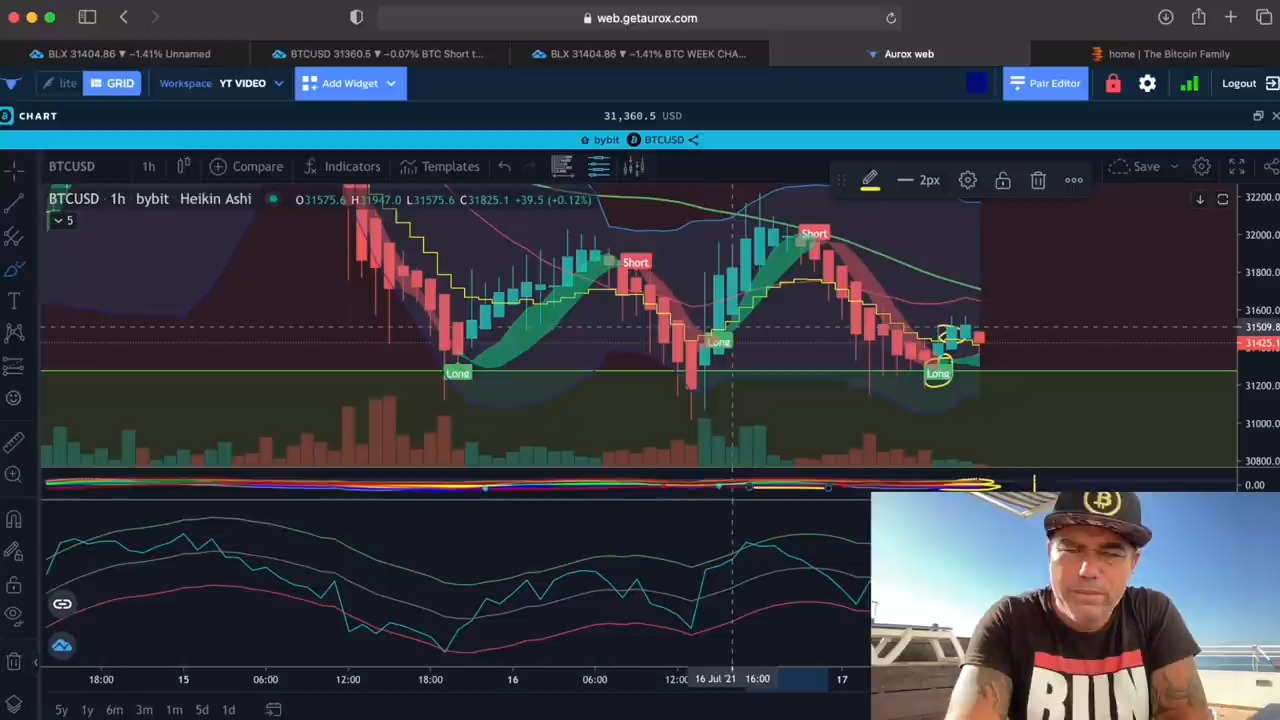 web.getaurox.com
BLX 31404.86 ▼ −1.41% Unnamed
BTCUSD 31360.5 ▼ −0.07% BTC Short t...
BLX 31404.86 ▼ −1.41% BTC WEEK CHA...
Aurox web
home | The Bitcoin Family
lite
GRID
Workspace YT VIDEO
Add Widget
Pair Editor
Logout
CHART
31,360.5 USD
bybit BTCUSD
BTCUSD 1h Compare Indicators Templates
2px
Save
BTCUSD · 1h · bybit Heikin Ashi
O31575.6 H31947.0 L31575.6 C31825.1 +39.5 (+0.12%)
5
32200.0
32000.0
31800.0
31600.0
31509.8
31425.1
31200.0
31000.0
30800.0
0.00
Short
Short
Long
Long
Long
18:00 15 06:00 12:00 18:00 16 06:00 12:00 16 Jul '21 16:00 17
5y 1y 6m 3m 1m 5d 1d
RUN